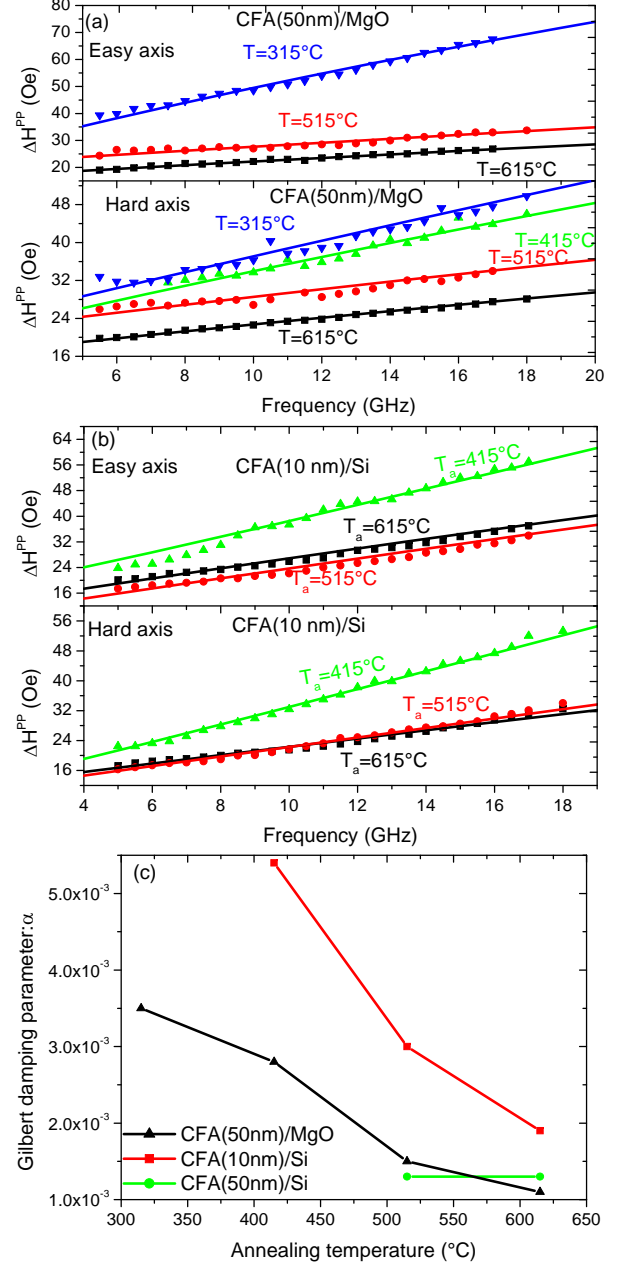 (a)
CFA(50nm)/MgO
Easy axis
T=315°C
T=515°C
T=615°C
ΔH^PP (Oe)
80
70
60
50
40
30
20
Hard axis
CFA(50nm)/MgO
T=315°C
T=415°C
T=515°C
T=615°C
ΔH^PP (Oe)
48
40
32
24
16
6 8 10 12 14 16 18 20
Frequency (GHz)
(b)
Easy axis
CFA(10 nm)/Si
T_a=415°C
T_a=615°C
T_a=515°C
ΔH^PP (Oe)
64
56
48
40
32
24
16
Hard axis
CFA(10 nm)/Si
T_a=415°C
T_a=515°C
T_a=615°C
ΔH^PP (Oe)
56
48
40
32
24
16
4 6 8 10 12 14 16 18
Frequency (GHz)
(c)
Gilbert damping parameter:α
5.0x10^-3
4.0x10^-3
3.0x10^-3
2.0x10^-3
1.0x10^-3
CFA(50nm)/MgO
CFA(10nm)/Si
CFA(50nm)/Si
300 350 400 450 500 550 600 650
Annealing temperature (°C)